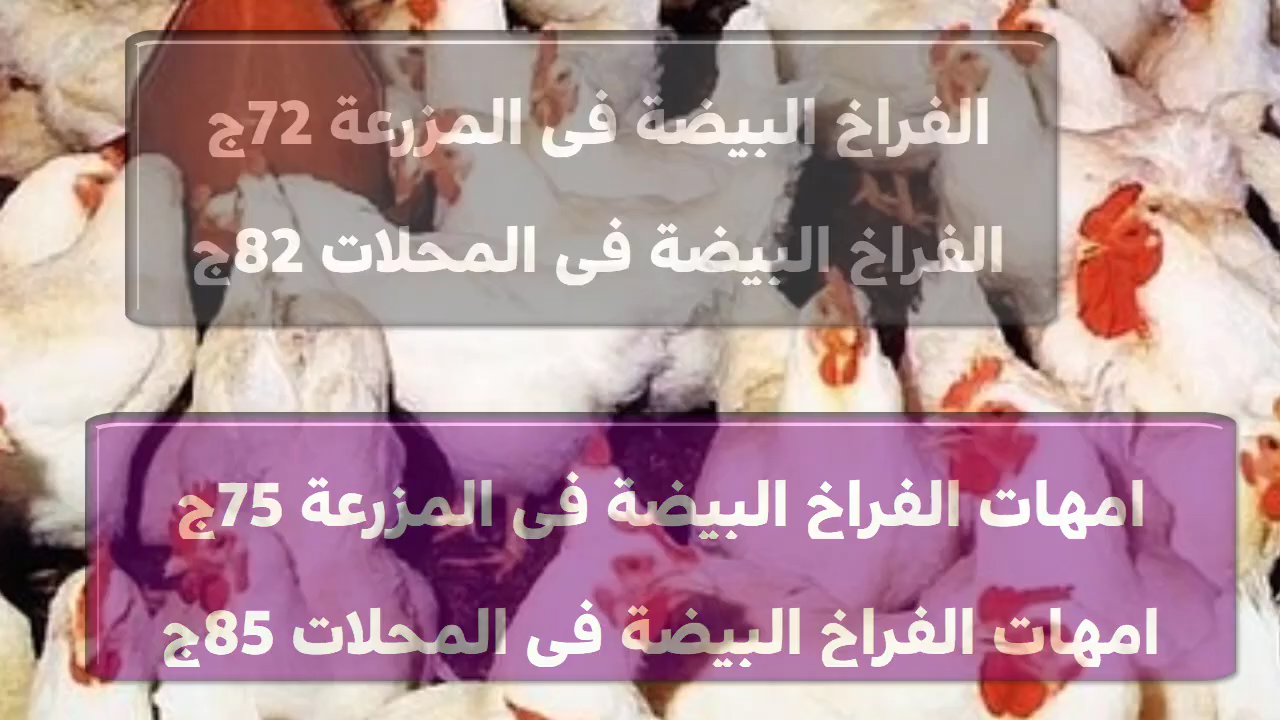 الفراخ البيضة فى المزرعة 72ج
الفراخ البيضة فى المحلات 82ج
امهات الفراخ البيضة فى المزرعة 75ج
امهات الفراخ البيضة فى المحلات 85ج